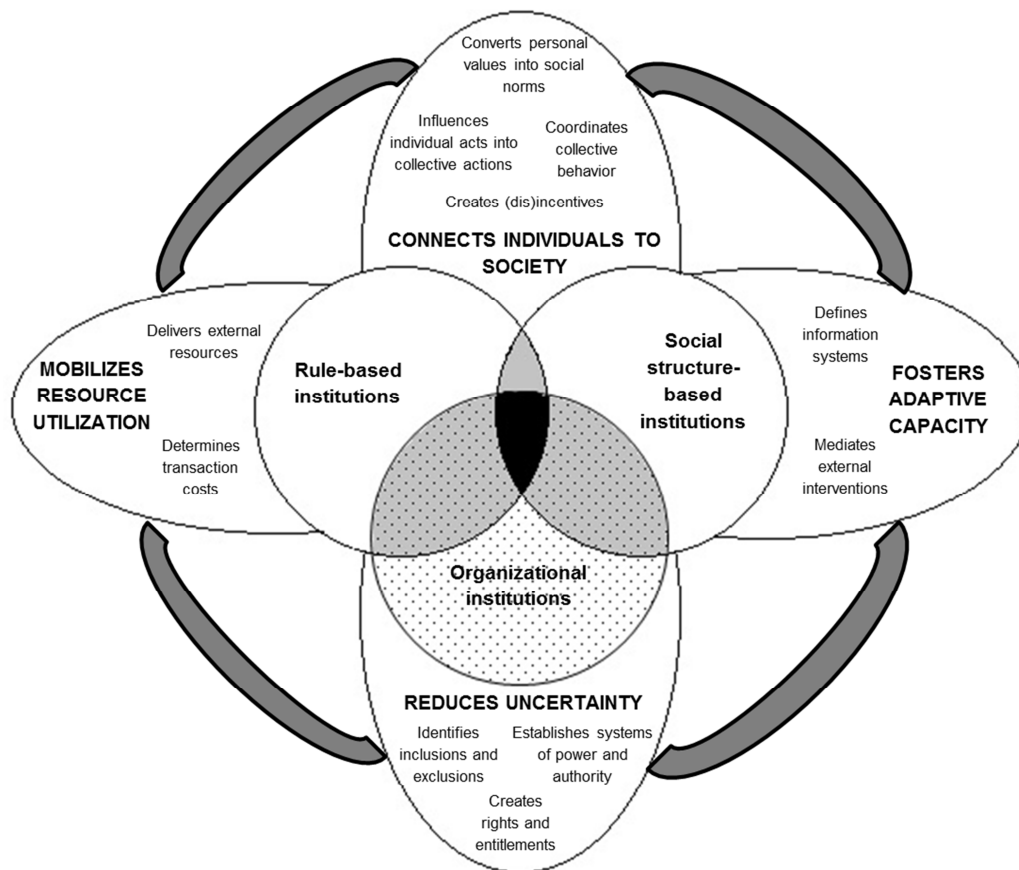 Converts personal
values into social
norms
Influences
individual acts into
collective actions
Coordinates
collective
behavior
Creates (dis)incentives
CONNECTS INDIVIDUALS TO
SOCIETY
Delivers external
resources
MOBILIZES
RESOURCE
UTILIZATION
Determines
transaction
costs
Rule-based
institutions
Social
structure-
based
institutions
Defines
information
systems
FOSTERS
ADAPTIVE
CAPACITY
Mediates
external
interventions
Organizational
institutions
REDUCES UNCERTAINTY
Identifies
inclusions and
exclusions
Establishes systems
of power and
authority
Creates
rights and
entitlements